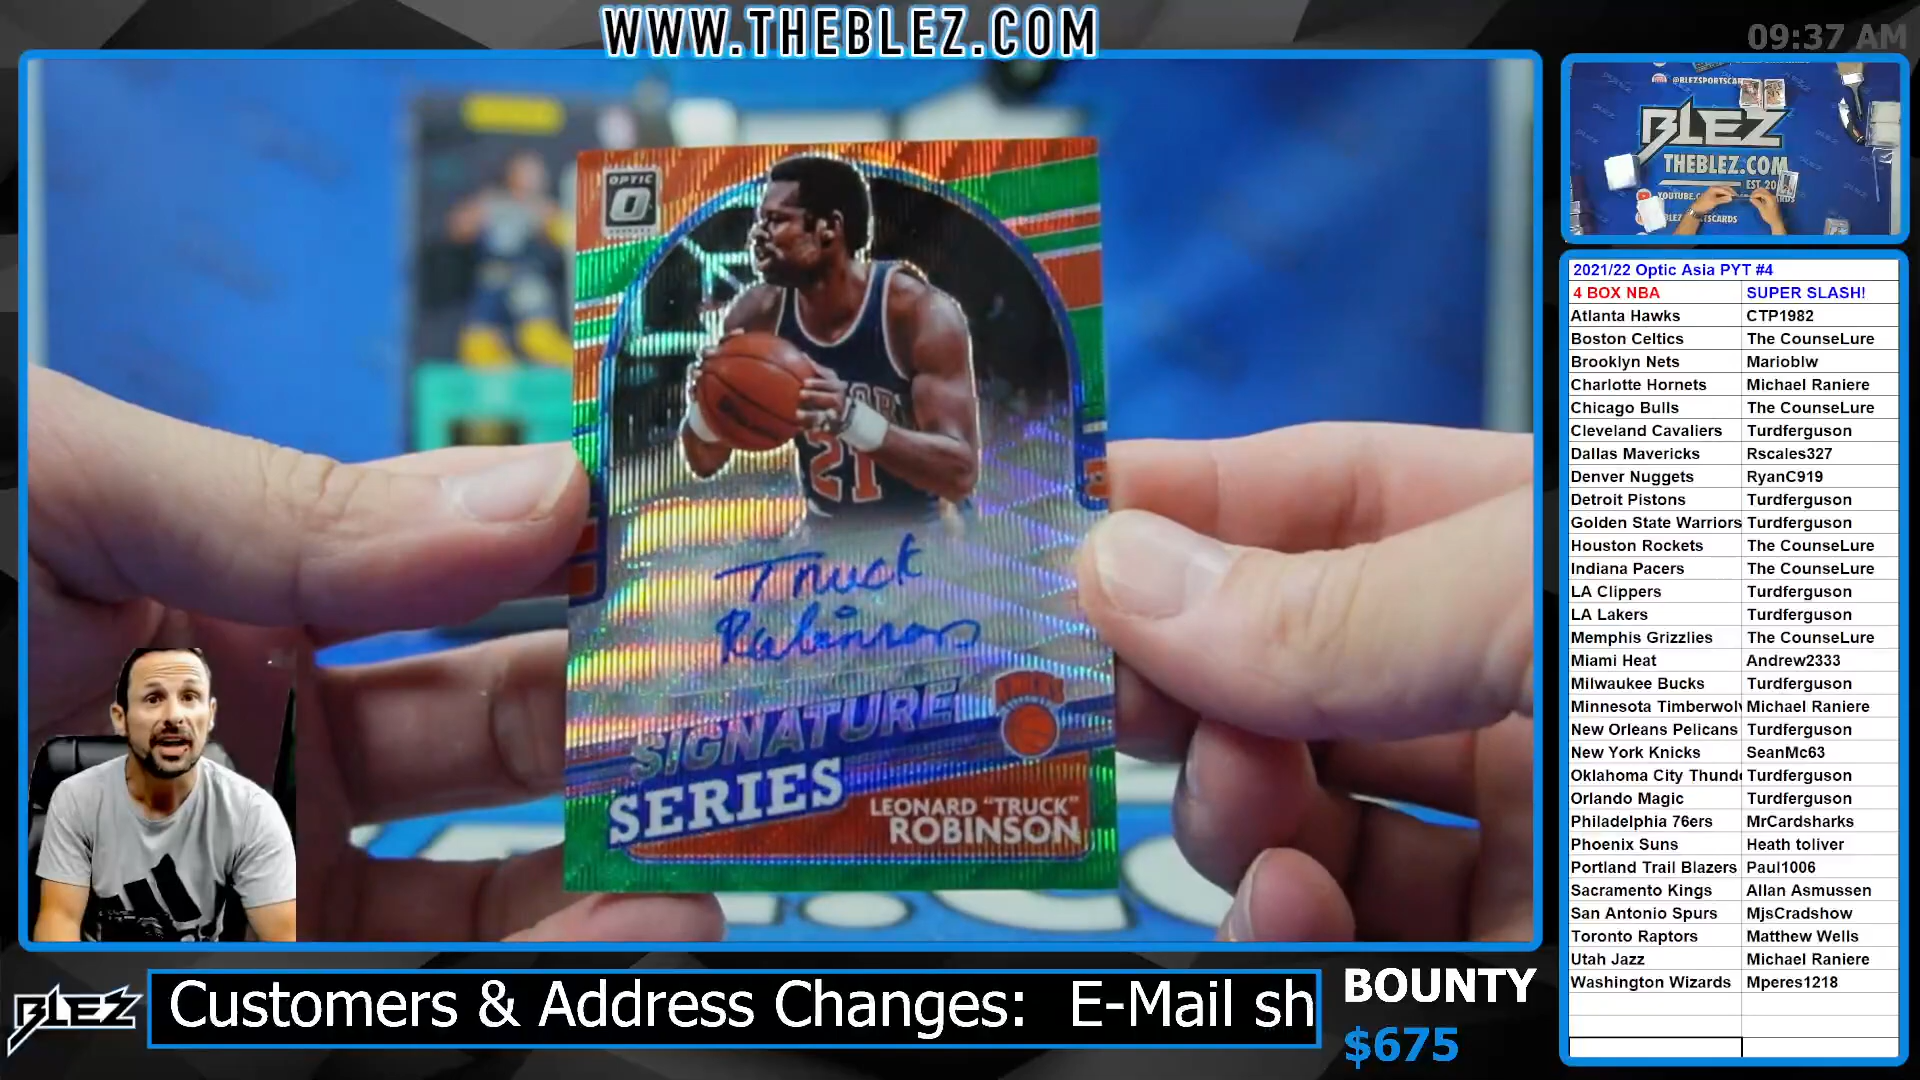 WWW.THEBLEZ.COM
09:37 AM
OPTIC
O
21
Truck
Robinson
SIGNATURE
SERIES
LEONARD "TRUCK"
ROBINSON
BLEZ
THEBLEZ.COM
2021/22 Optic Asia PYT #4
4 BOX NBA SUPER SLASH!
Atlanta Hawks CTP1982
Boston Celtics The CounseLure
Brooklyn Nets Marioblw
Charlotte Hornets Michael Raniere
Chicago Bulls The CounseLure
Cleveland Cavaliers Turdferguson
Dallas Mavericks Rscales327
Denver Nuggets RyanC919
Detroit Pistons Turdferguson
Golden State Warriors Turdferguson
Houston Rockets The CounseLure
Indiana Pacers The CounseLure
LA Clippers Turdferguson
LA Lakers Turdferguson
Memphis Grizzlies The CounseLure
Miami Heat Andrew2333
Milwaukee Bucks Turdferguson
Minnesota Timberwolv Michael Raniere
New Orleans Pelicans Turdferguson
New York Knicks SeanMc63
Oklahoma City Thund Turdferguson
Orlando Magic Turdferguson
Philadelphia 76ers MrCardsharks
Phoenix Suns Heath toliver
Portland Trail Blazers Paul1006
Sacramento Kings Allan Asmussen
San Antonio Spurs MjsCradshow
Toronto Raptors Matthew Wells
Utah Jazz Michael Raniere
Washington Wizards Mperes1218
BLEZ
Customers & Address Changes: E-Mail sh
BOUNTY
$675